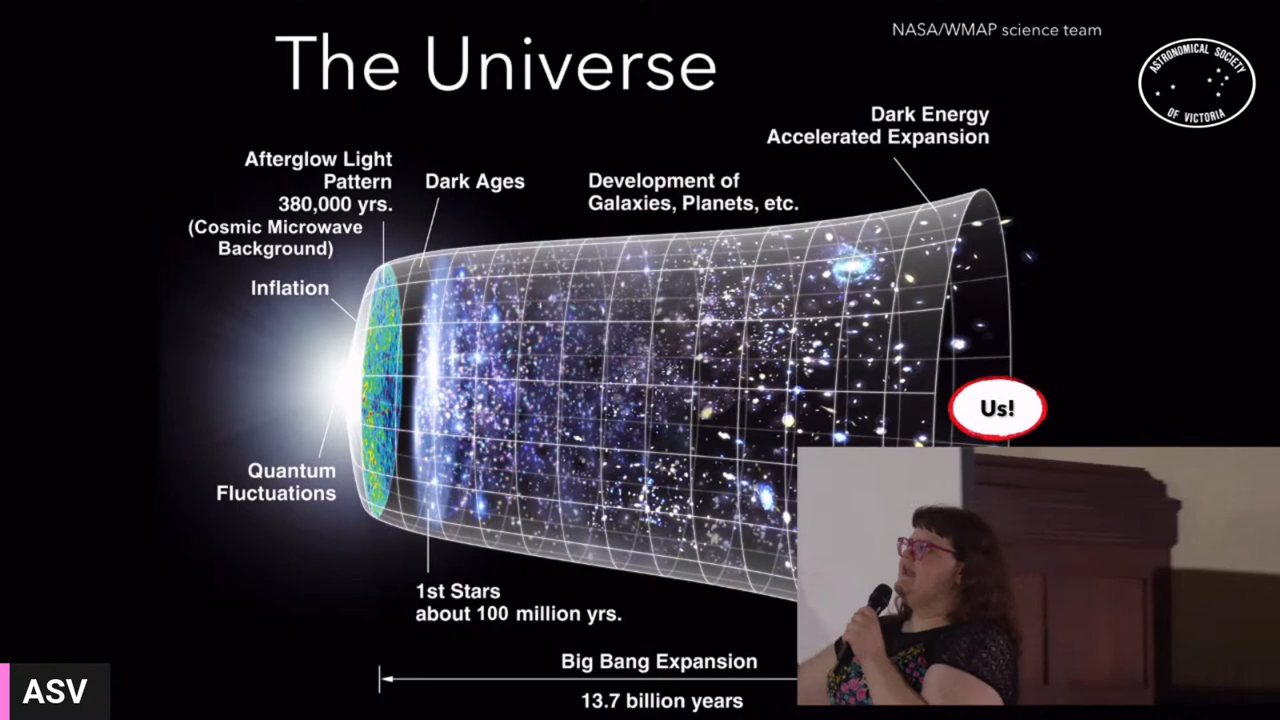 The Universe
NASA/WMAP science team
ASTRONOMICAL SOCIETY
OF VICTORIA
Dark Energy
Accelerated Expansion
Afterglow Light
Pattern
380,000 yrs.
(Cosmic Microwave
Background)
Dark Ages
Development of
Galaxies, Planets, etc.
Inflation
Us!
Quantum
Fluctuations
1st Stars
about 100 million yrs.
Big Bang Expansion
13.7 billion years
ASV